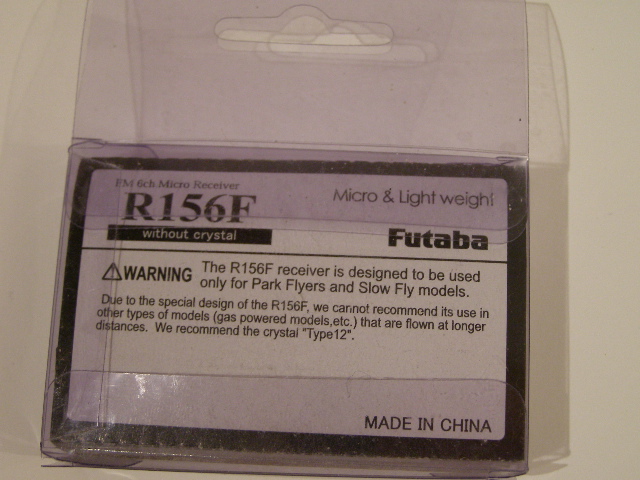 FM 6ch Micro Receiver
R156F
without crystal
Micro & Light weight
Futaba
WARNING The R156F receiver is designed to be used
only for Park Flyers and Slow Fly models.
Due to the special design of the R156F, we cannot recommend its use in
other types of models (gas powered models,etc.) that are flown at longer
distances. We recommend the crystal "Type12".
MADE IN CHINA